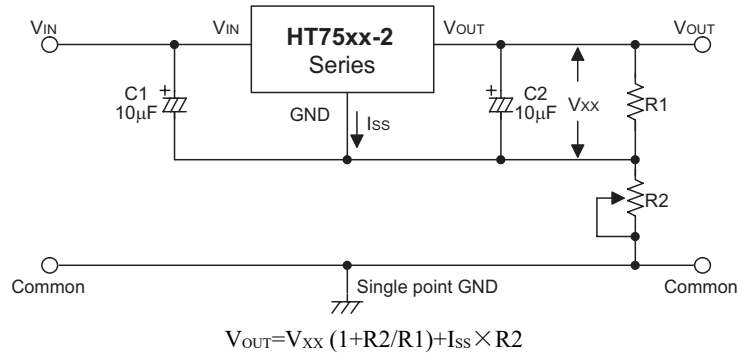 VIN VIN HT75xx-2 VOUT VOUT
Series
C1
10μF
GND
ISS
C2
10μF
VXX
R1
R2
Common Single point GND Common
VOUT=VXX (1+R2/R1)+ISS×R2